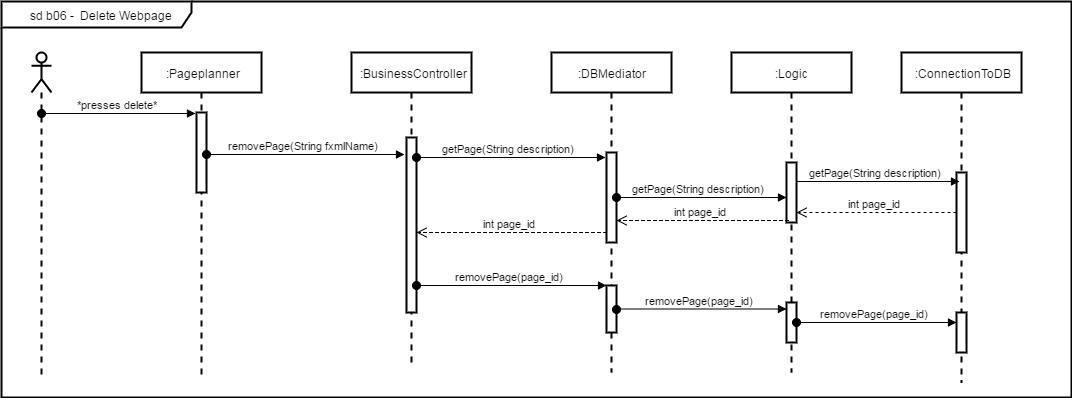 sd b06 -  Delete Webpage
:Pageplanner
:BusinessController
:DBMediator
:Logic
:ConnectionToDB
*presses delete*
removePage(String fxmlName)
getPage(String description)
getPage(String description)
getPage(String description)
int page_id
int page_id
int page_id
removePage(page_id)
removePage(page_id)
removePage(page_id)